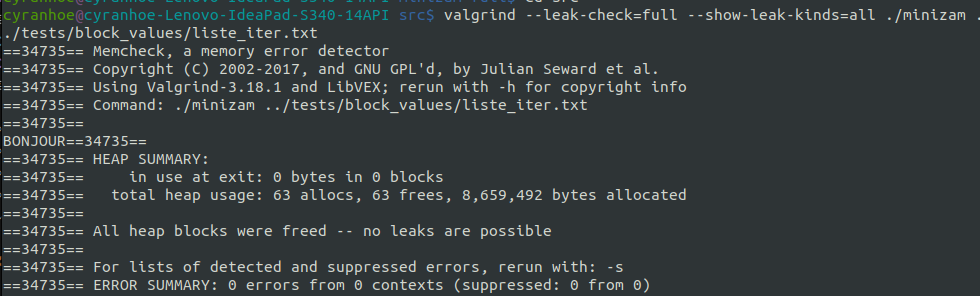 cyranhoe@cyranhoe-Lenovo-IdeaPad-S340-14API src$ valgrind --leak-check=full --show-leak-kinds=all ./minizam .
./tests/block_values/liste_iter.txt
==34735== Memcheck, a memory error detector
==34735== Copyright (C) 2002-2017, and GNU GPL'd, by Julian Seward et al.
==34735== Using Valgrind-3.18.1 and LibVEX; rerun with -h for copyright info
==34735== Command: ./minizam ../tests/block_values/liste_iter.txt
==34735==
BONJOUR==34735==
==34735== HEAP SUMMARY:
==34735==     in use at exit: 0 bytes in 0 blocks
==34735==   total heap usage: 63 allocs, 63 frees, 8,659,492 bytes allocated
==34735==
==34735== All heap blocks were freed -- no leaks are possible
==34735==
==34735== For lists of detected and suppressed errors, rerun with: -s
==34735== ERROR SUMMARY: 0 errors from 0 contexts (suppressed: 0 from 0)